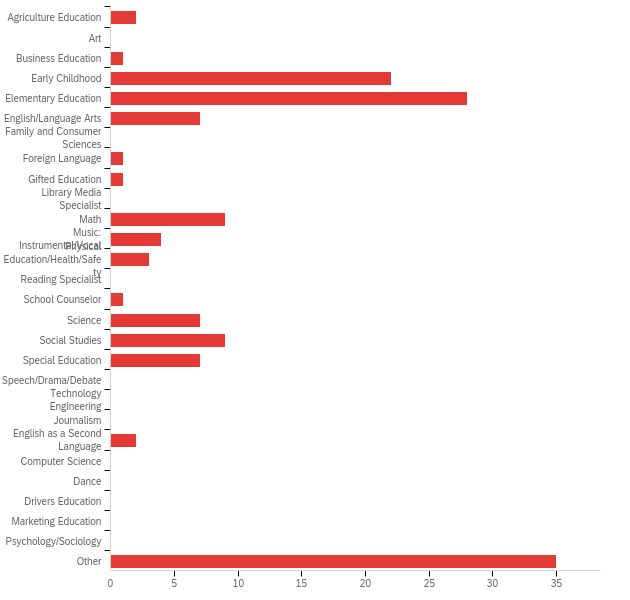 Agriculture Education
Art
Business Education
Early Childhood
Elementary Education
English/Language Arts
Family and Consumer
Sciences
Foreign Language
Gifted Education
Library Media
Specialist
Math
Music:
Instrumental/Vocal
Physical
Education/Health/Safe
ty
Reading Specialist
School Counselor
Science
Social Studies
Special Education
Speech/Drama/Debate
Technology
Engineering
Journalism
English as a Second
Language
Computer Science
Dance
Drivers Education
Marketing Education
Psychology/Sociology
Other
0 5 10 15 20 25 30 35